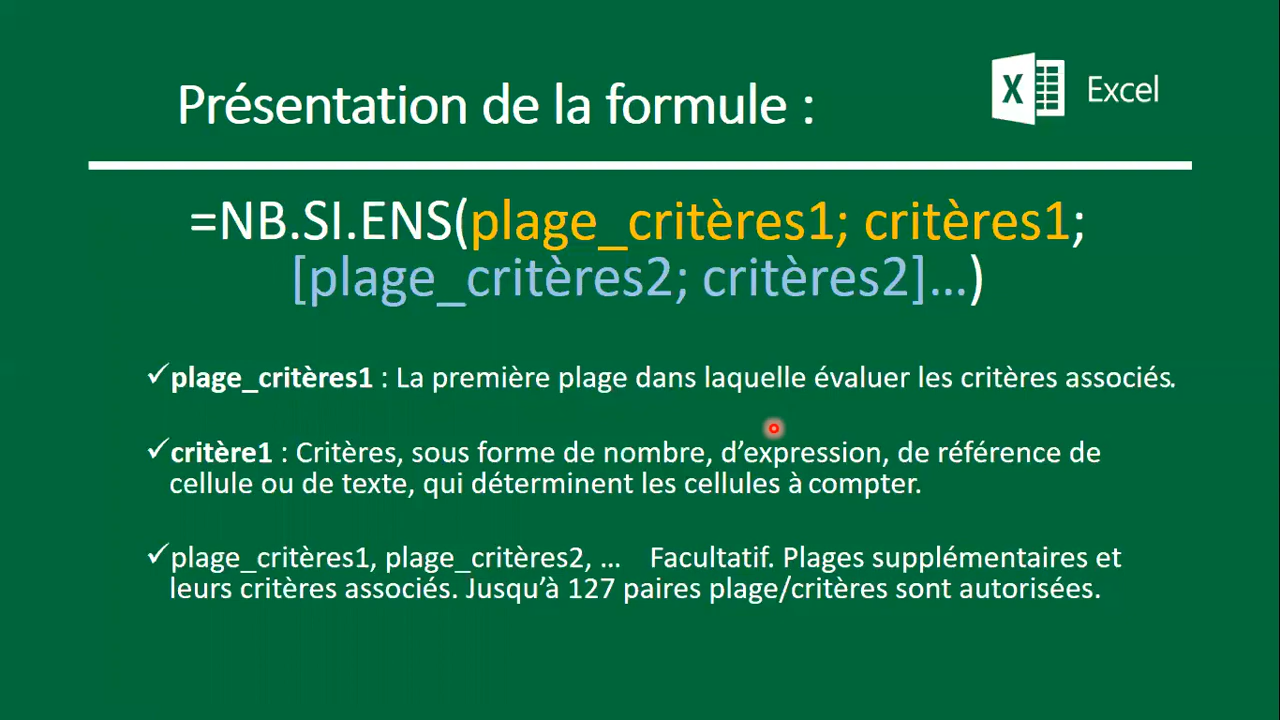 Présentation de la formule :
Excel
=NB.SI.ENS(plage_critères1; critères1;
[plage_critères2; critères2]…)
✓plage_critères1 : La première plage dans laquelle évaluer les critères associés.
✓critère1 : Critères, sous forme de nombre, d’expression, de référence de
cellule ou de texte, qui déterminent les cellules à compter.
✓plage_critères1, plage_critères2, … Facultatif. Plages supplémentaires et
leurs critères associés. Jusqu’à 127 paires plage/critères sont autorisées.